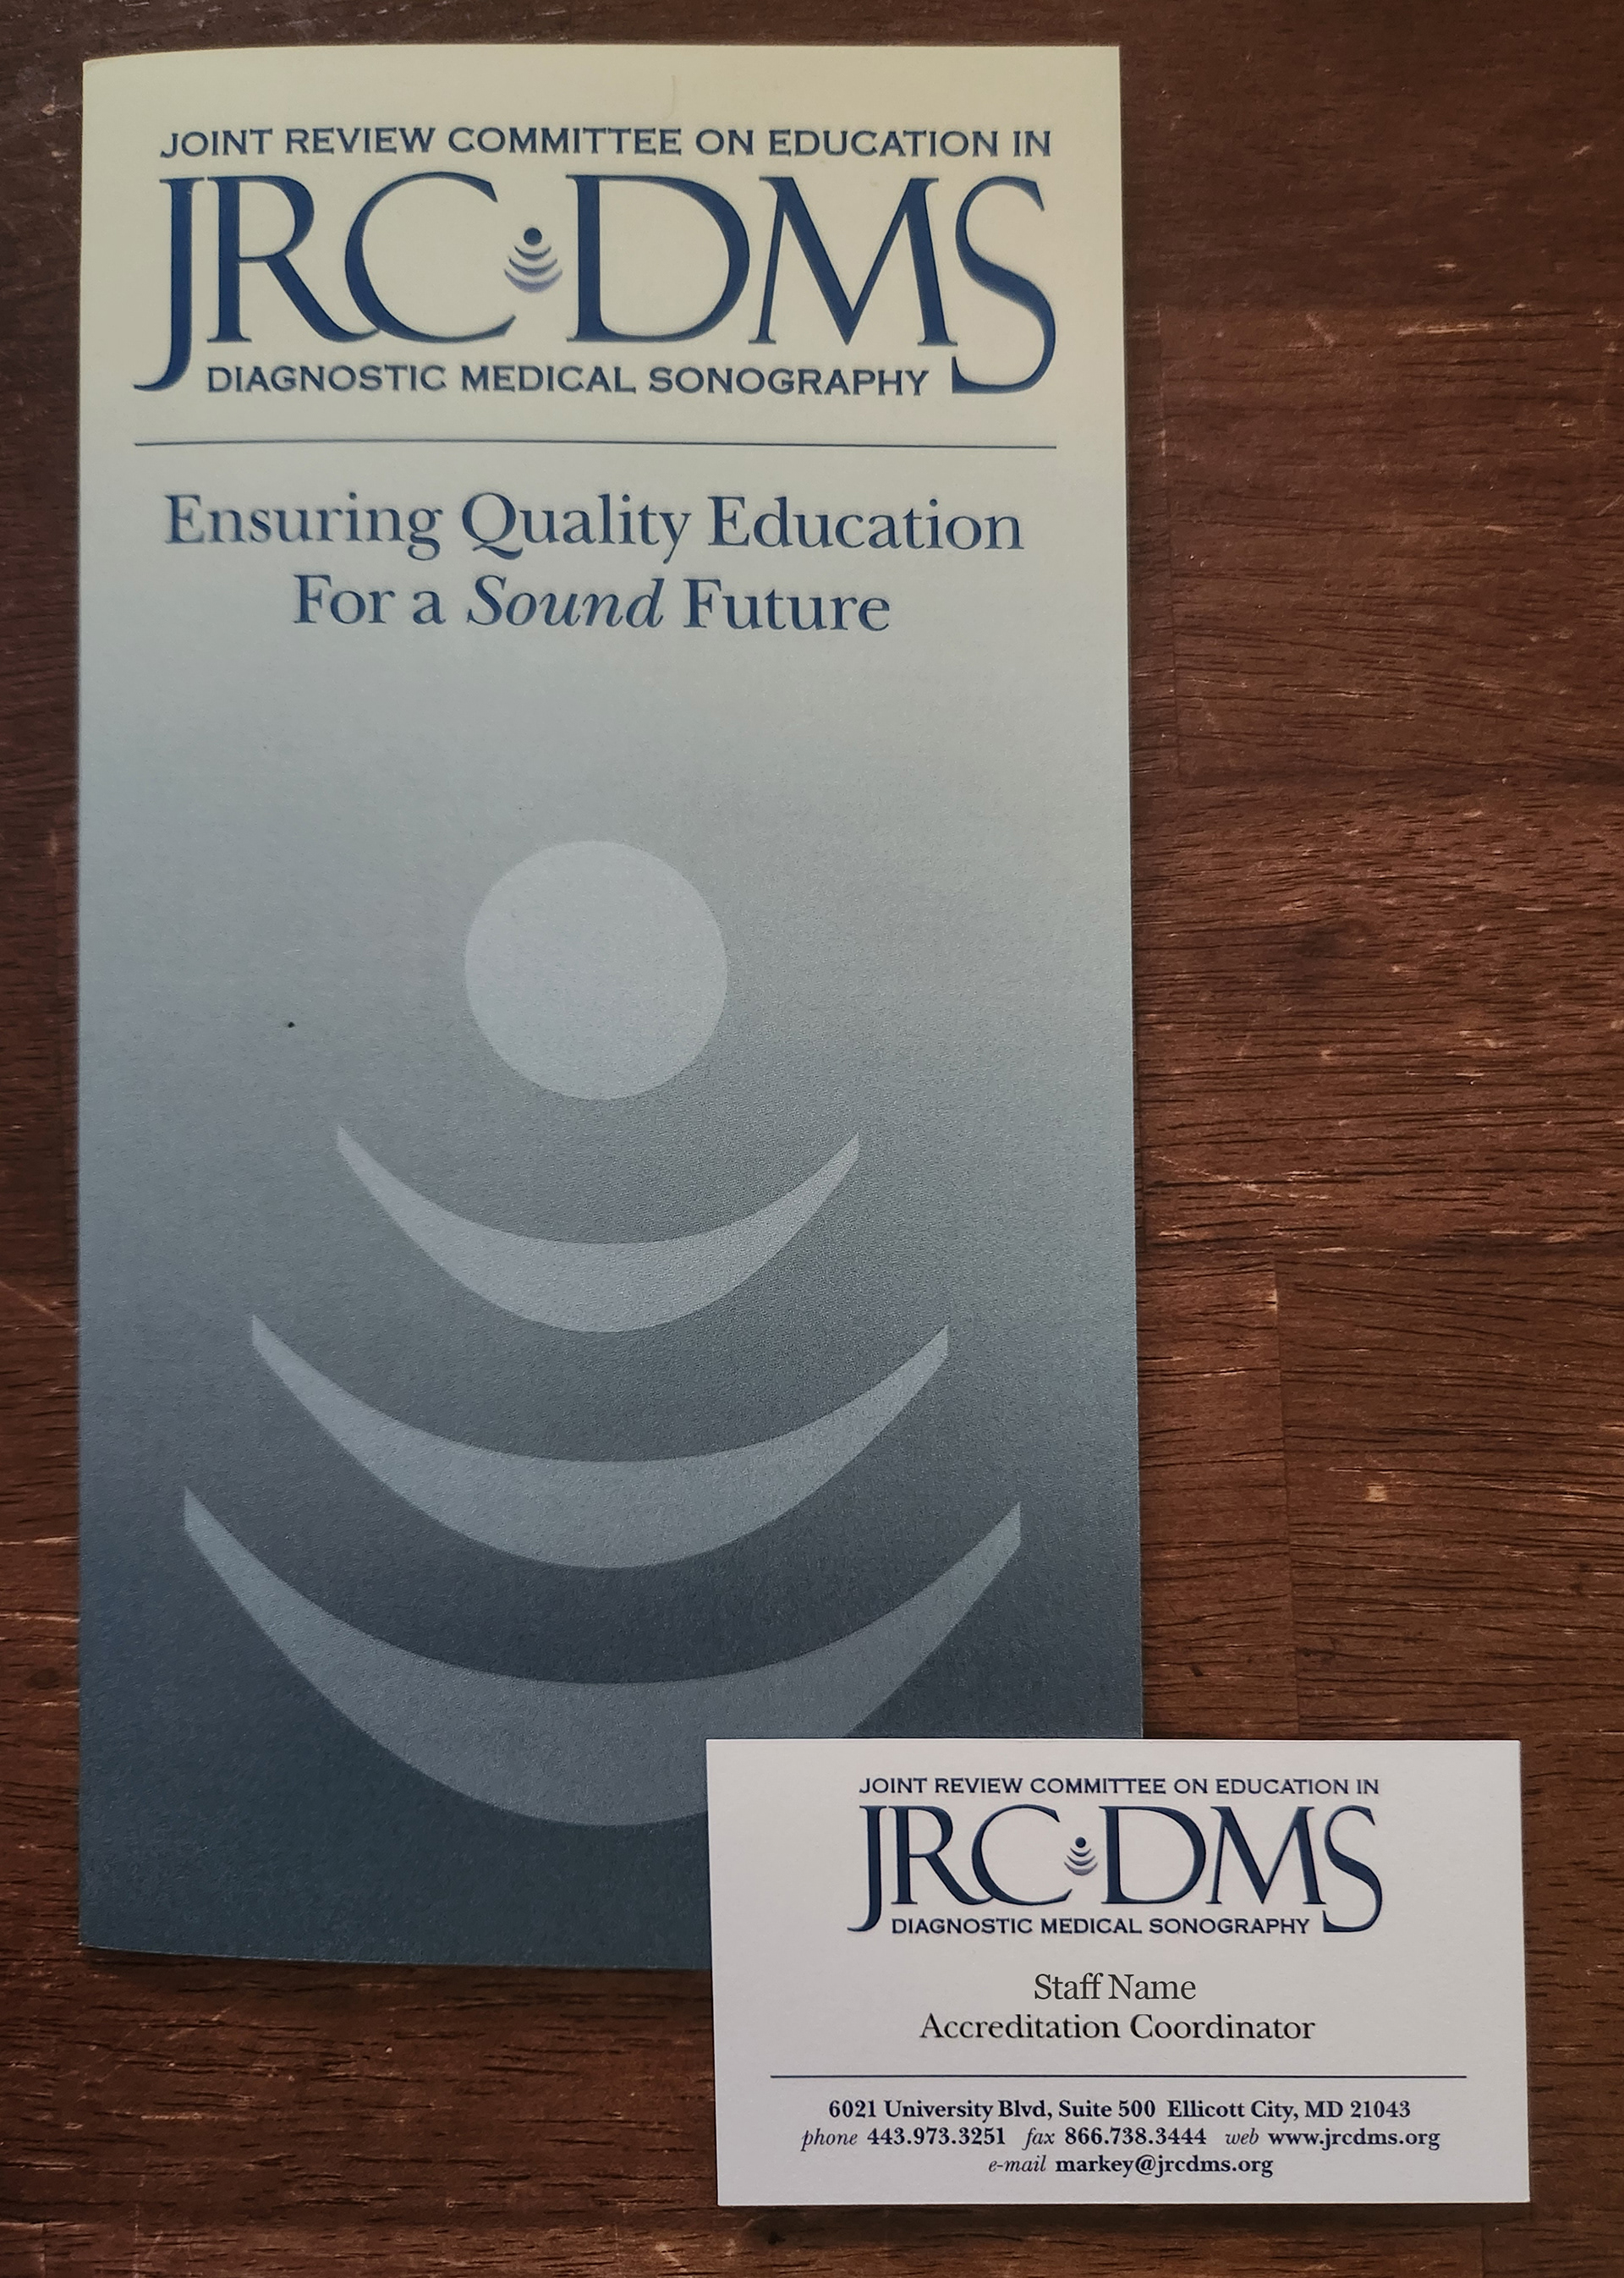 JOINT REVIEW COMMITTEE ON EDUCATION IN
JRC DMS
DIAGNOSTIC MEDICAL SONOGRAPHY
Ensuring Quality Education
For a Sound Future
JOINT REVIEW COMMITTEE ON EDUCATION IN
JRC DMS
DIAGNOSTIC MEDICAL SONOGRAPHY
Staff Name
Accreditation Coordinator
6021 University Blvd, Suite 500 Ellicott City, MD 21043
phone 443.973.3251 fax 866.738.3444 web www.jrcdms.org
e-mail markey@jrcdms.org